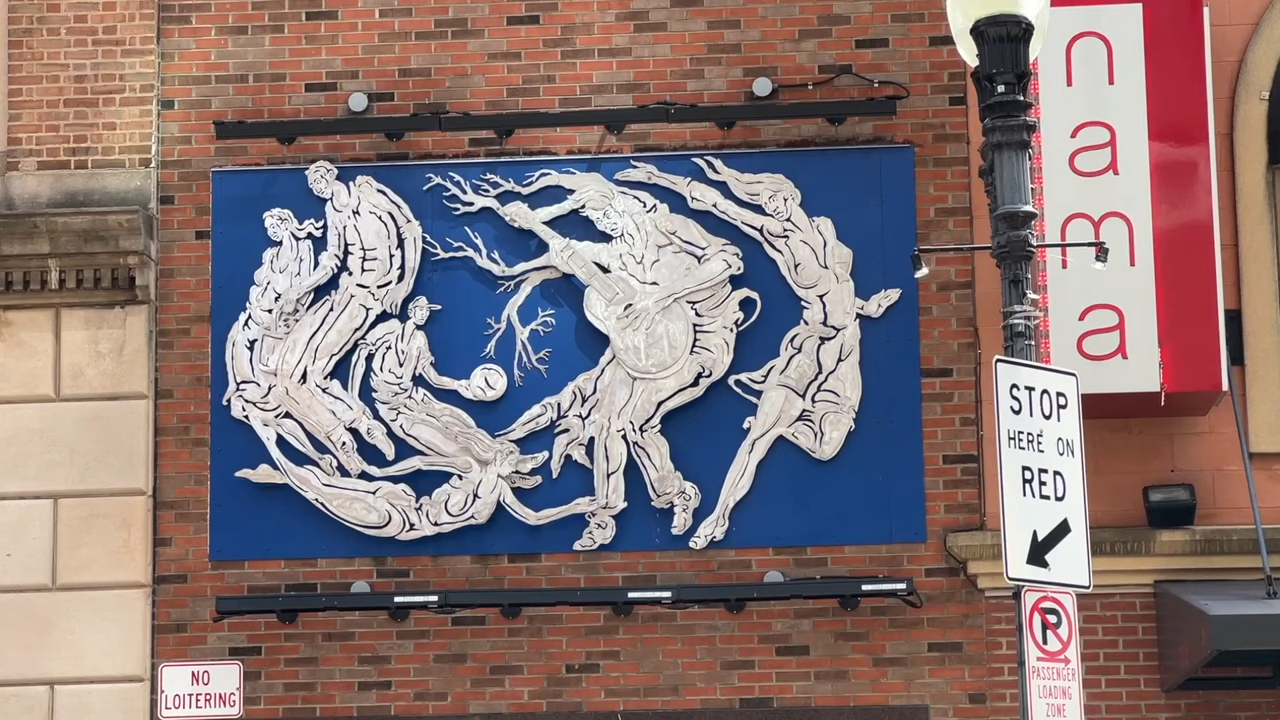 nama
STOP
HERE ON
RED
P
PASSENGER
LOADING
ZONE
NO
LOITERING